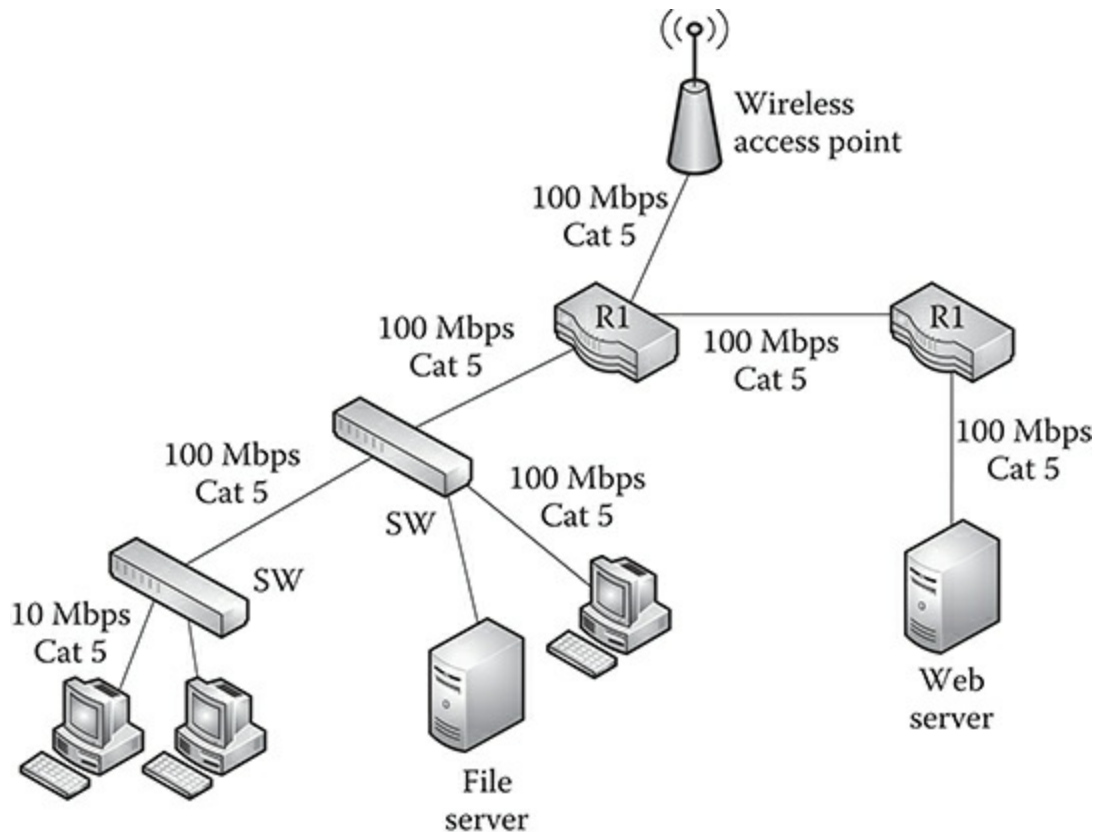 Wireless
access point
100 Mbps
Cat 5
R1
R1
100 Mbps
Cat 5
100 Mbps
Cat 5
100 Mbps
Cat 5
100 Mbps
Cat 5
100 Mbps
Cat 5
SW
SW
10 Mbps
Cat 5
Web
server
File
server